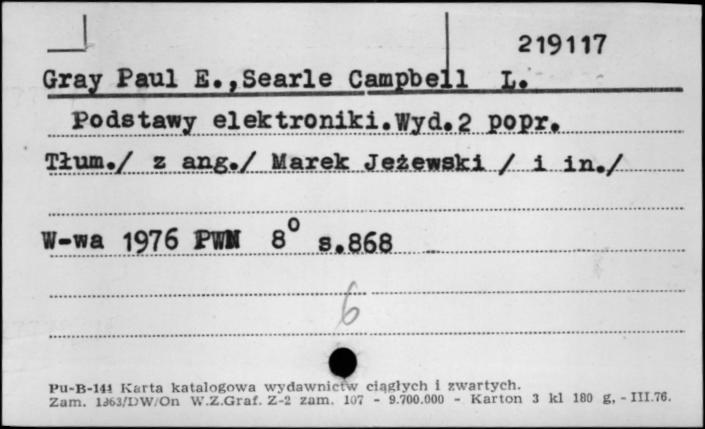 219117
Gray Paul E.,Searle Campbell L.
Podstawy elektroniki.Wyd.2 popr.
Tłum./ z ang./ Marek Jeżewski / i in./
W-wa 1976 PWN 8⁰ s.868
6
Pu-B-141 Karta katalogowa wydawnictw ciągłych i zwartych.
Zam. 1363/DW/On W.Z.Graf. Z-2 zam. 107 - 9.700.000 - Karton 3 kl 180 g, - III.76.